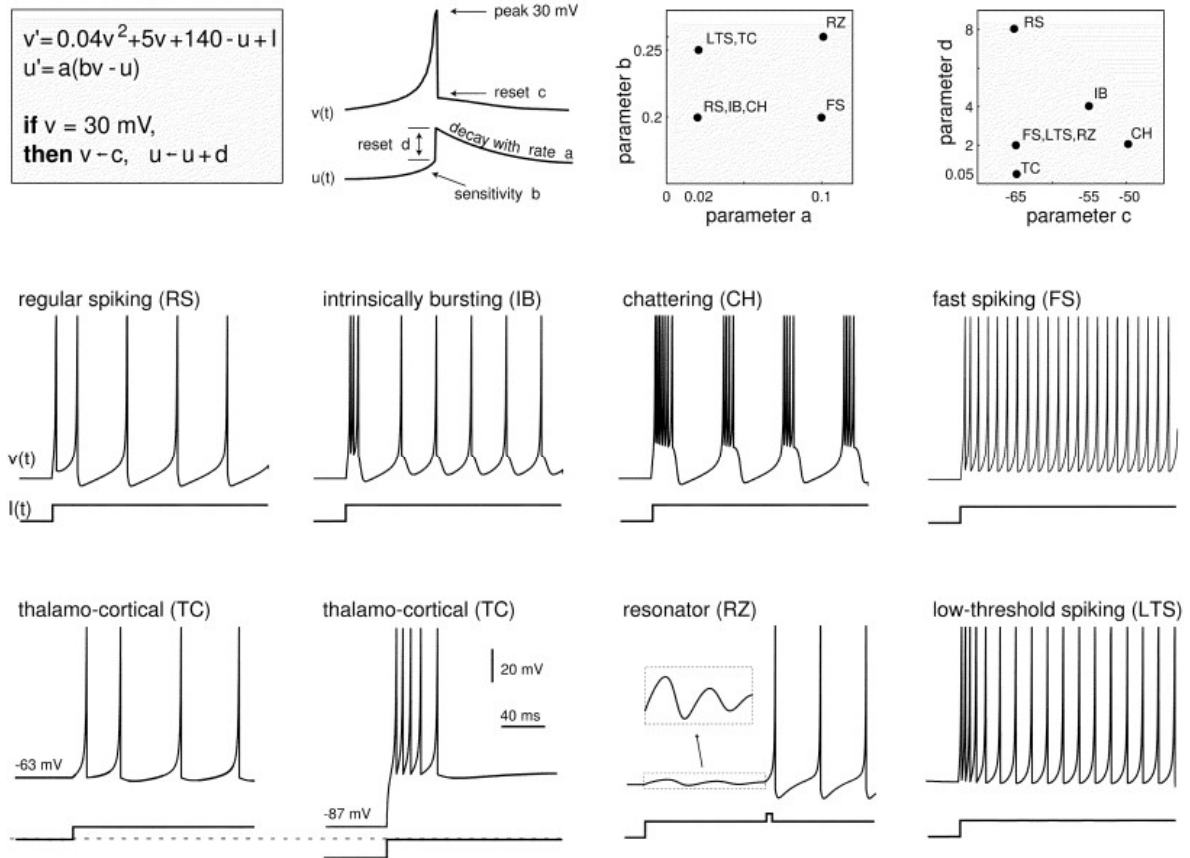 v'= 0.04v²+5v+140 - u + I
u'= a(bv - u)
if v = 30 mV,
then v←c, u←u+d
peak 30 mV
reset c
v(t)
reset d
decay with rate a
u(t)
sensitivity b
parameter b
0.25
0.2
LTS,TC
RZ
RS,IB,CH
FS
0
0.02
0.1
parameter a
parameter d
8
4
2
0.05
RS
IB
FS,LTS,RZ
CH
TC
-65
-55
-50
parameter c
regular spiking (RS)
intrinsically bursting (IB)
chattering (CH)
fast spiking (FS)
v(t)
I(t)
thalamo-cortical (TC)
thalamo-cortical (TC)
resonator (RZ)
low-threshold spiking (LTS)
20 mV
40 ms
-63 mV
-87 mV